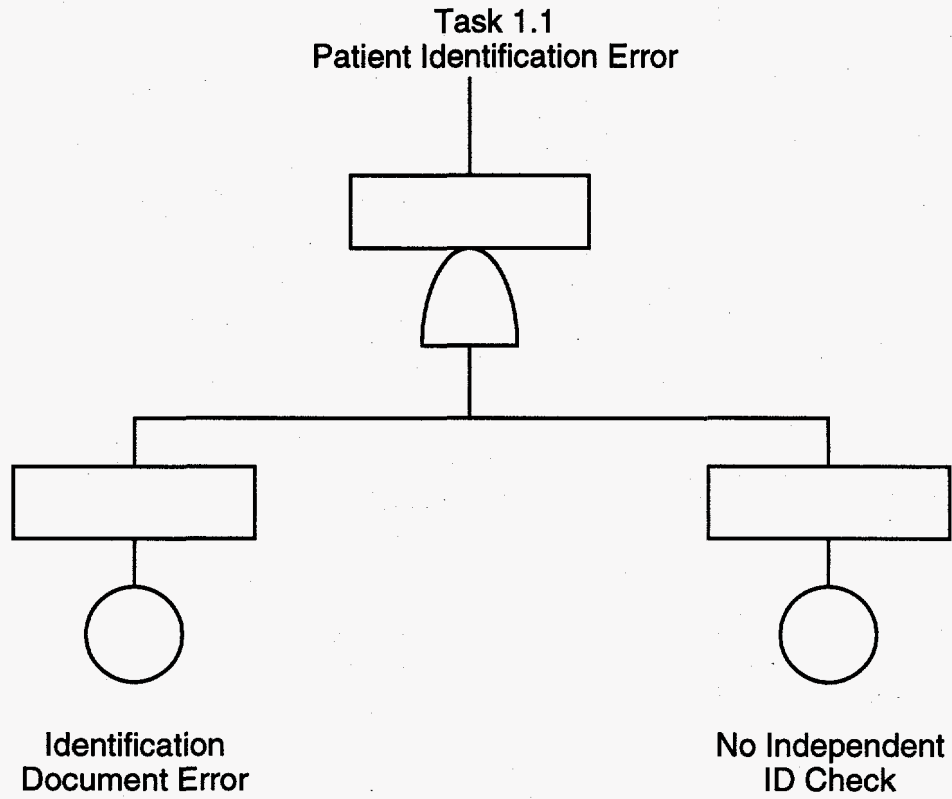 Task 1.1
Patient Identification Error
Identification
Document Error
No Independent
ID Check